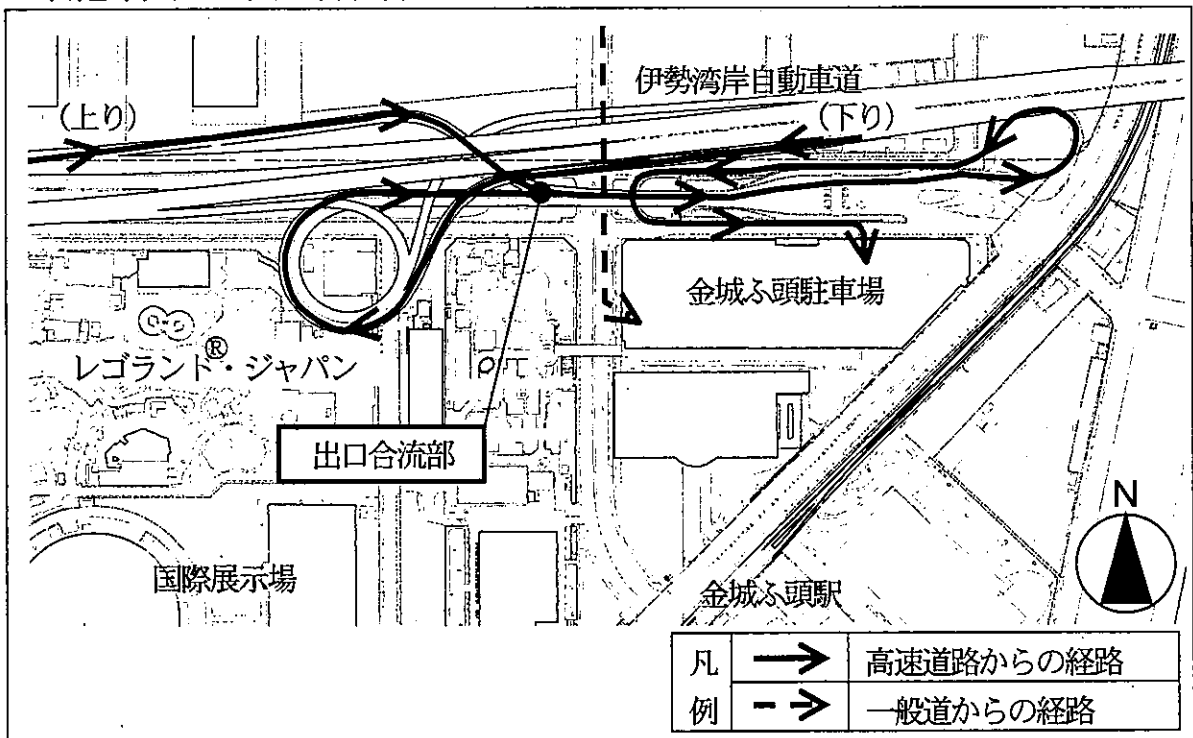 伊勢湾岸自動車道
(上り)
(下り)
金城ふ頭駐車場
レゴランド®・ジャパン
出口合流部
N
国際展示場
金城ふ頭駅
凡例
高速道路からの経路
一般道からの経路